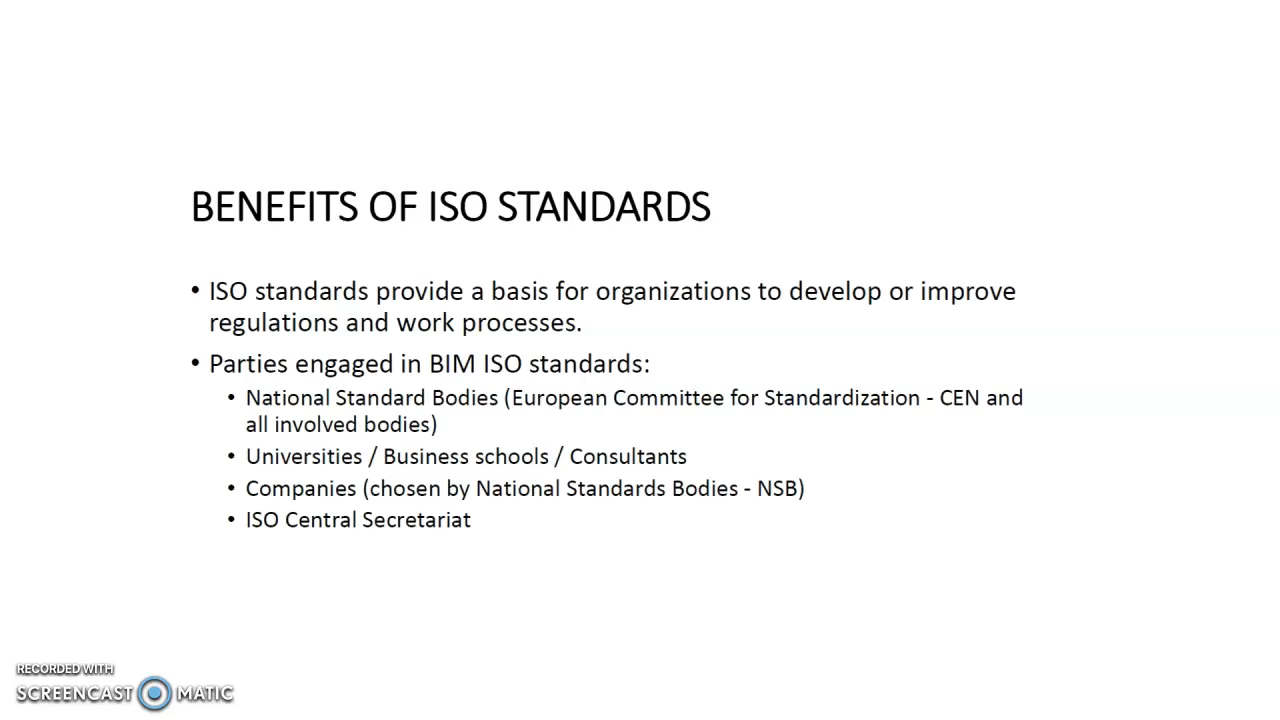 BENEFITS OF ISO STANDARDS
• ISO standards provide a basis for organizations to develop or improve
regulations and work processes.
• Parties engaged in BIM ISO standards:
• National Standard Bodies (European Committee for Standardization - CEN and
all involved bodies)
• Universities / Business schools / Consultants
• Companies (chosen by National Standards Bodies - NSB)
• ISO Central Secretariat
RECORDED WITH
SCREENCAST MATIC